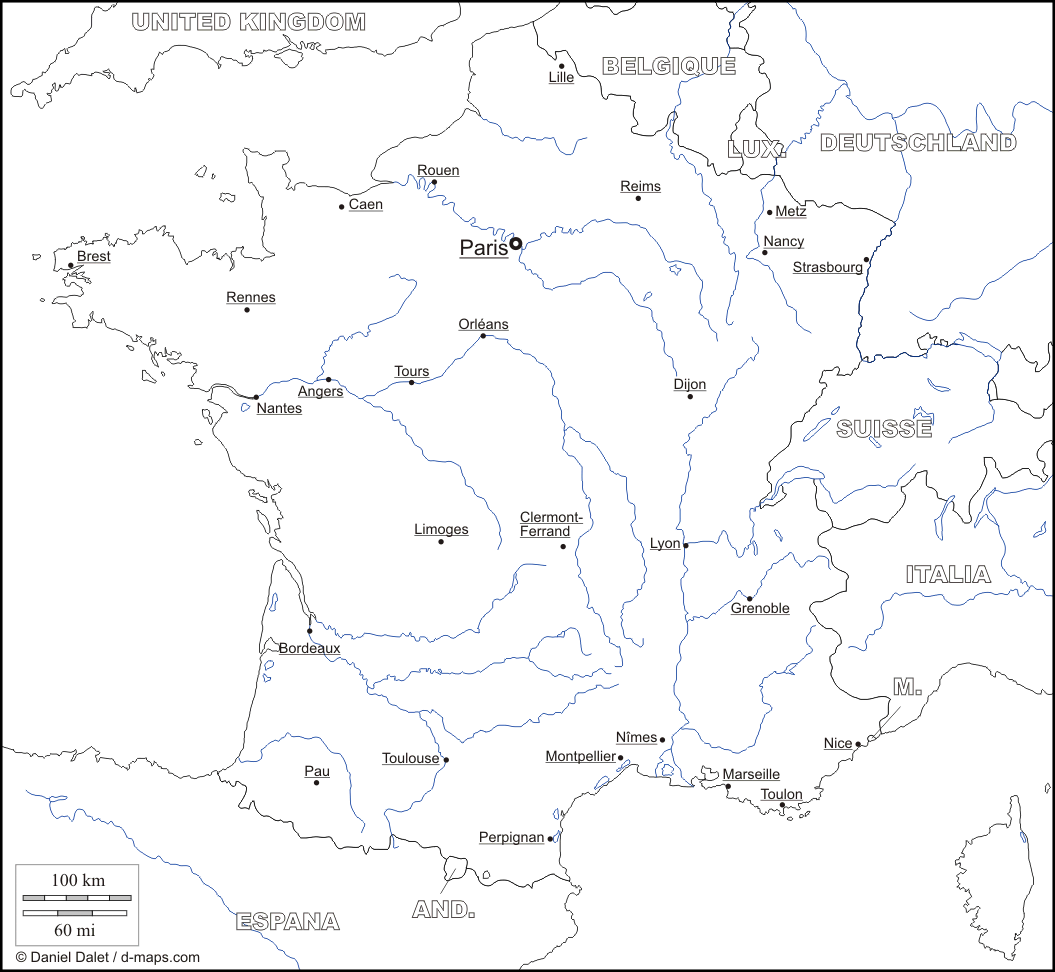 UNITED KINGDOM
BELGIQUE
Lille
LUX.
DEUTSCHLAND
Rouen
Reims
Caen
Metz
Paris
Nancy
Brest
Strasbourg
Rennes
Orléans
Tours
Dijon
Angers
Nantes
SUISSE
Clermont-
Ferrand
Limoges
Lyon
ITALIA
Grenoble
Bordeaux
M.
Nîmes
Nice
Montpellier
Toulouse
Pau
Marseille
Toulon
Perpignan
100 km
60 mi
AND.
ESPANA
© Daniel Dalet / d-maps.com